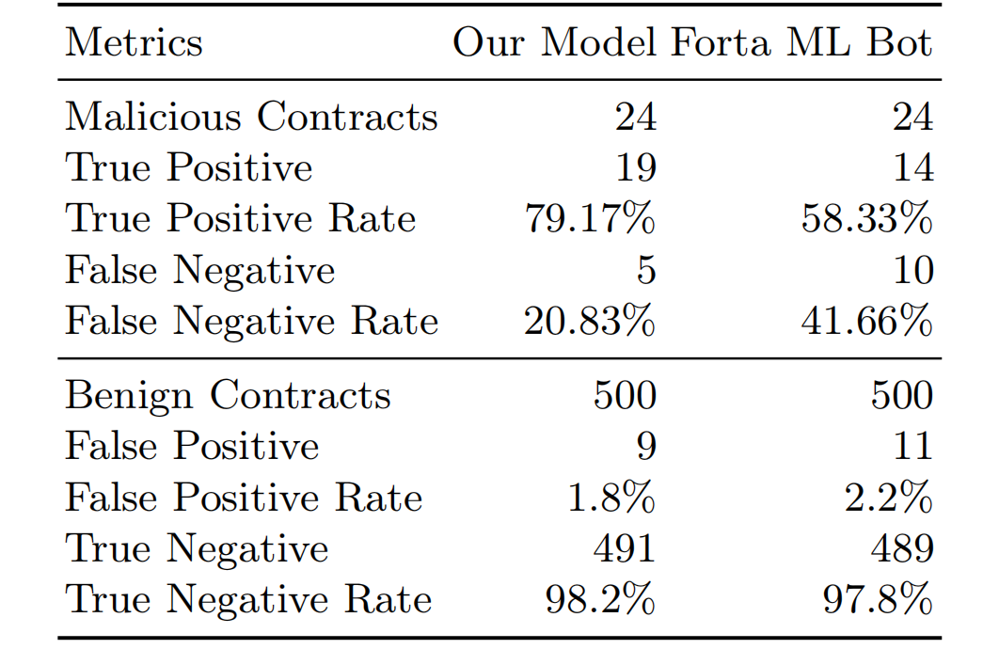 Metrics Our Model Forta ML Bot
Malicious Contracts 24 24
True Positive 19 14
True Positive Rate 79.17% 58.33%
False Negative 5 10
False Negative Rate 20.83% 41.66%
Benign Contracts 500 500
False Positive 9 11
False Positive Rate 1.8% 2.2%
True Negative 491 489
True Negative Rate 98.2% 97.8%